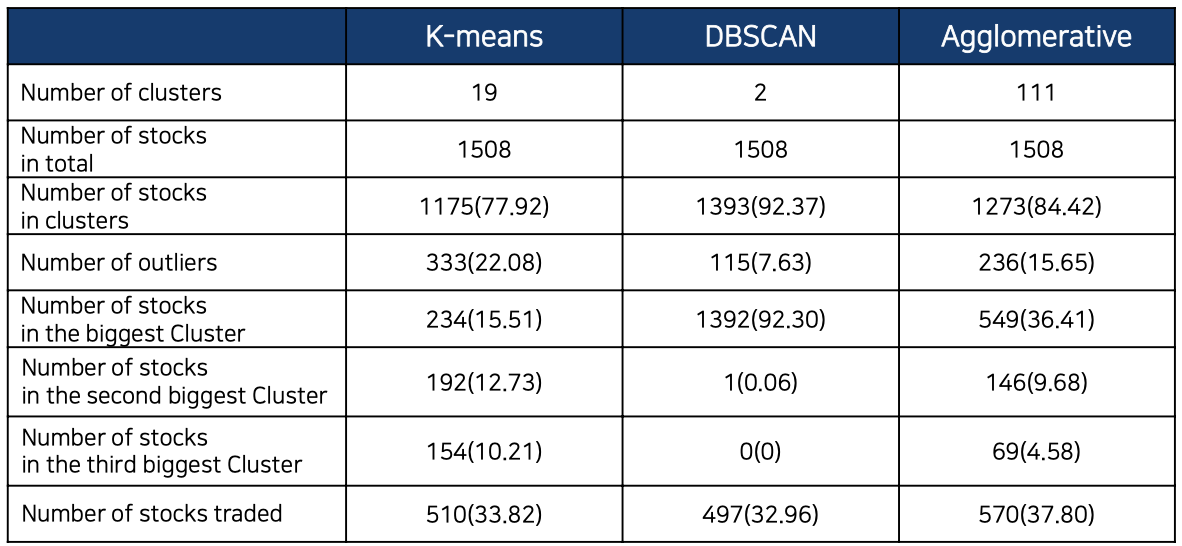 K-means DBSCAN Agglomerative
Number of clusters 19 2 111
Number of stocks
in total 1508 1508 1508
Number of stocks
in clusters 1175(77.92) 1393(92.37) 1273(84.42)
Number of outliers 333(22.08) 115(7.63) 236(15.65)
Number of stocks
in the biggest Cluster 234(15.51) 1392(92.30) 549(36.41)
Number of stocks
in the second biggest Cluster 192(12.73) 1(0.06) 146(9.68)
Number of stocks
in the third biggest Cluster 154(10.21) 0(0) 69(4.58)
Number of stocks traded 510(33.82) 497(32.96) 570(37.80)